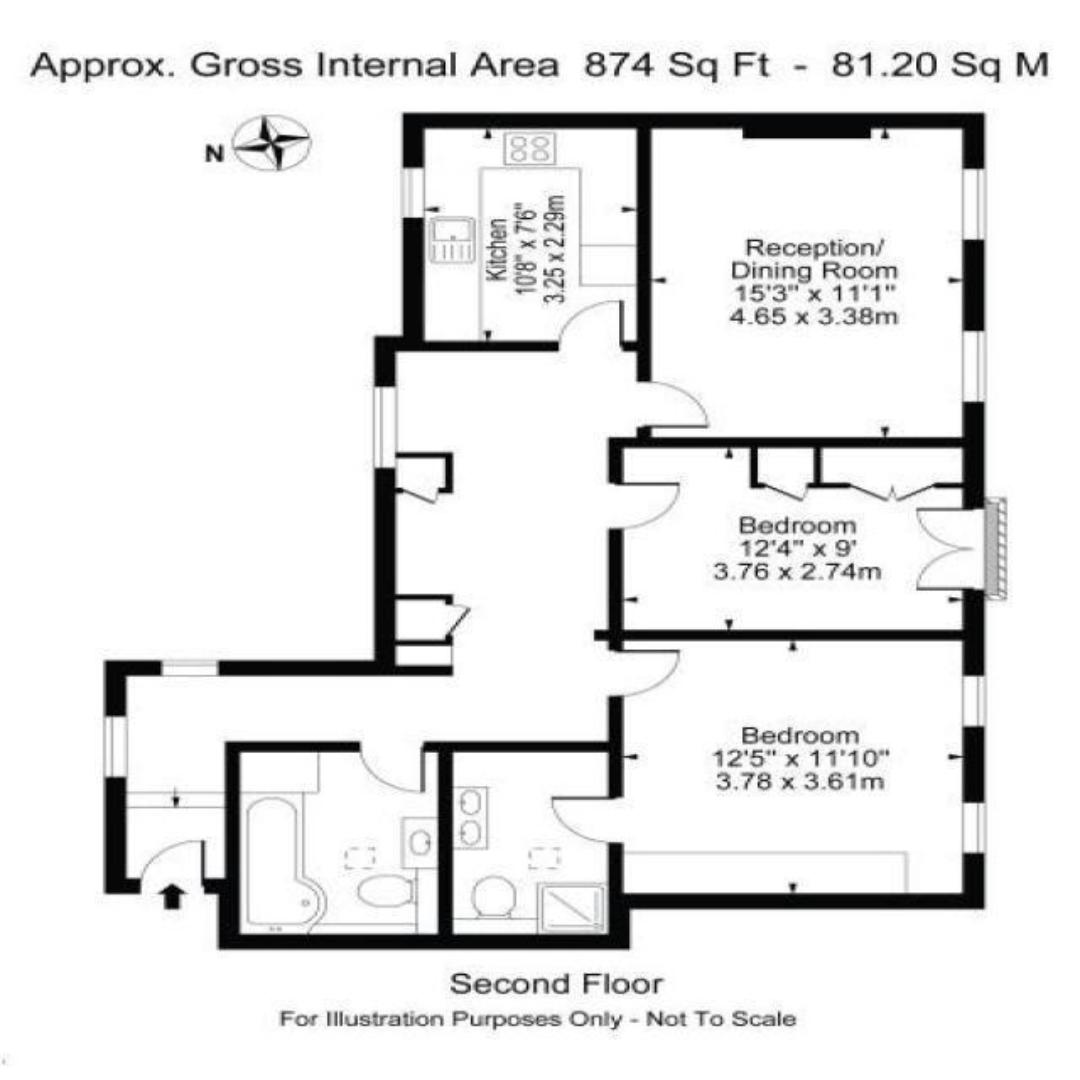 Approx. Gross Internal Area 874 Sq Ft - 81.20 Sq M
N
Kitchen
10'8" x 7'6"
3.25 x 2.29m
Reception/
Dining Room
15'3" x 11'1"
4.65 x 3.38m
Bedroom
12'4" x 9'
3.76 x 2.74m
Bedroom
12'5" x 11'10"
3.78 x 3.61m
Second Floor
For Illustration Purposes Only - Not To Scale